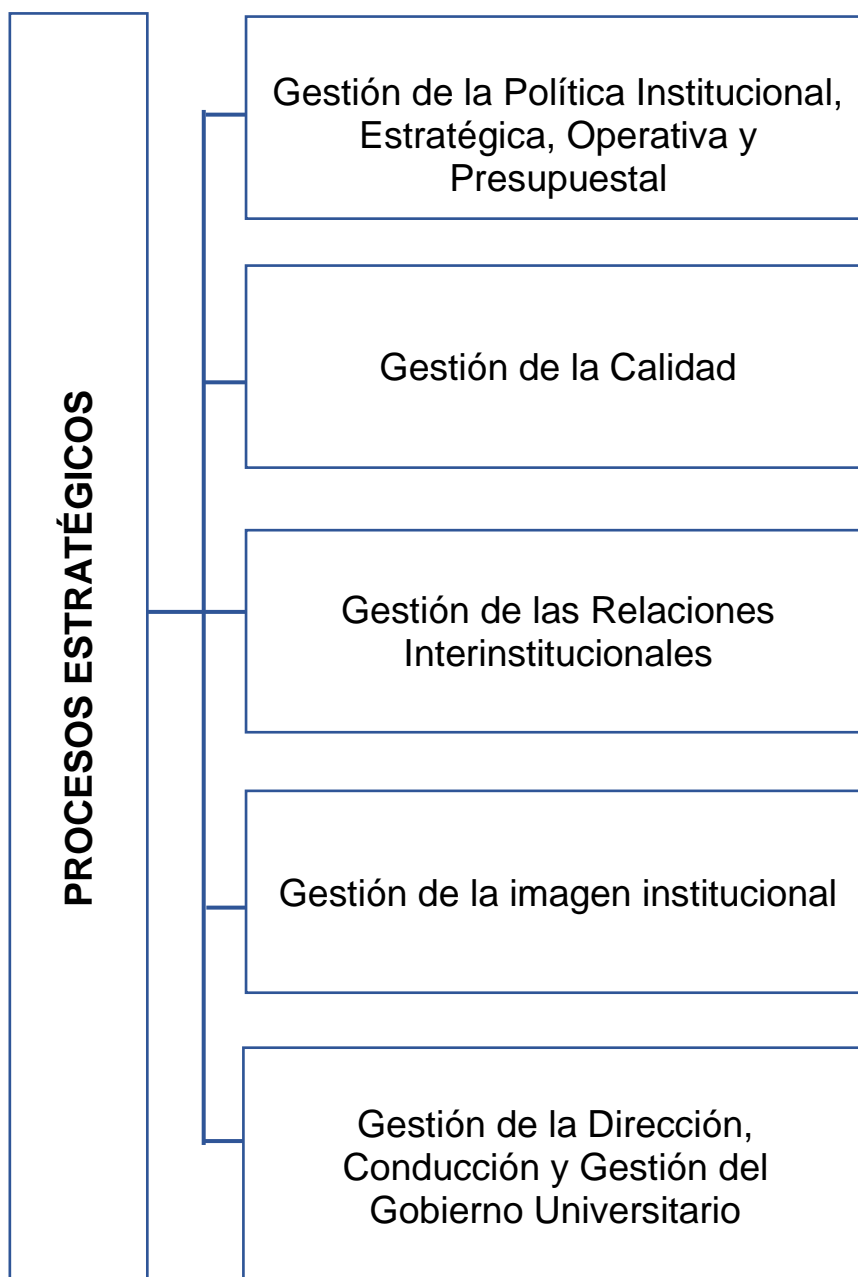 PROCESOS ESTRATÉGICOS
Gestión de la Política Institucional,
Estratégica, Operativa y
Presupuestal
Gestión de la Calidad
Gestión de las Relaciones
Interinstitucionales
Gestión de la imagen institucional
Gestión de la Dirección,
Conducción y Gestión del
Gobierno Universitario